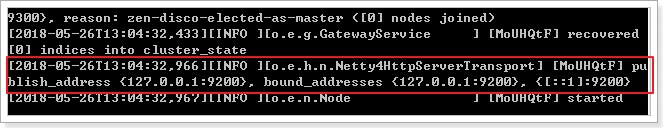 9300}, reason: zen-disco-elected-as-master ([0] nodes joined)
[2018-05-26T13:04:32,433][INFO ][o.e.g.GatewayService     ] [MoUHQtF] recovered
[0] indices into cluster_state
[2018-05-26T13:04:32,966][INFO ][o.e.h.n.Netty4HttpServerTransport] [MoUHQtF] pu
blish_address {127.0.0.1:9200}, bound_addresses {127.0.0.1:9200}, {[::1]:9200}
[2018-05-26T13:04:32,967][INFO ][o.e.n.Node               ] [MoUHQtF] started